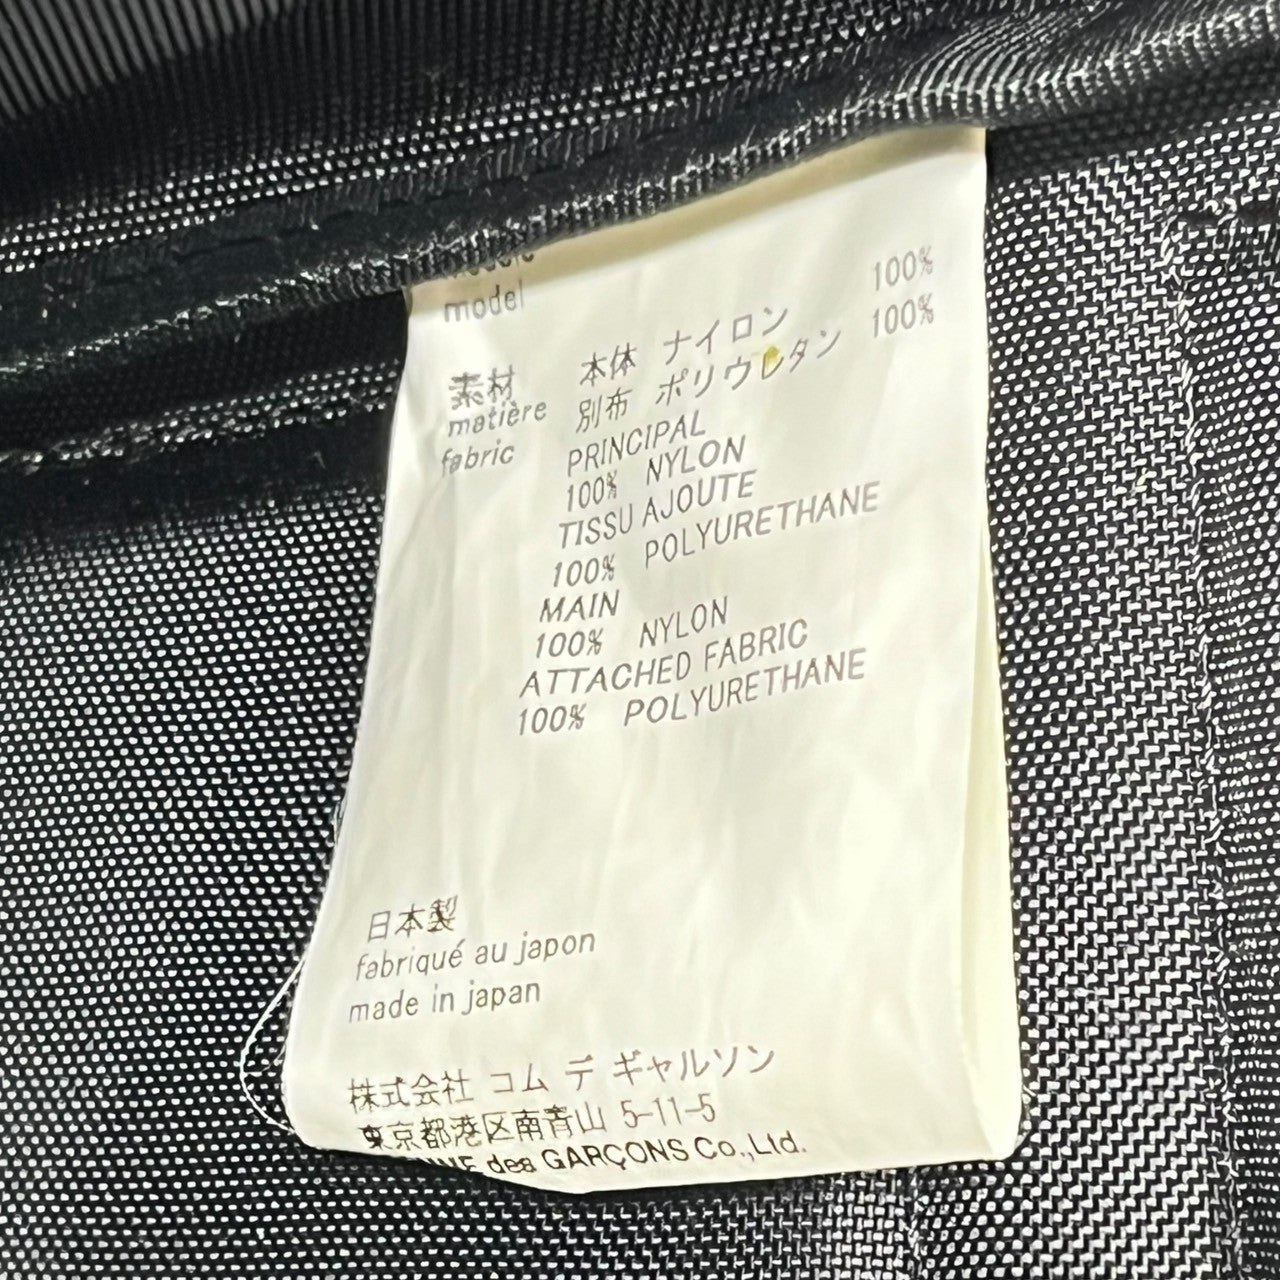 model
素材 本体 ナイロン 100%
matière 別布 ポリウレタン 100%
fabric PRINCIPAL
100% NYLON
TISSU AJOUTE
100% POLYURETHANE
MAIN
100% NYLON
ATTACHED FABRIC
100% POLYURETHANE
日本製
fabriqué au japon
made in japan
株式会社 コム デ ギャルソン
東京都港区南青山 5-11-5
des GARÇONS Co.,Ltd.